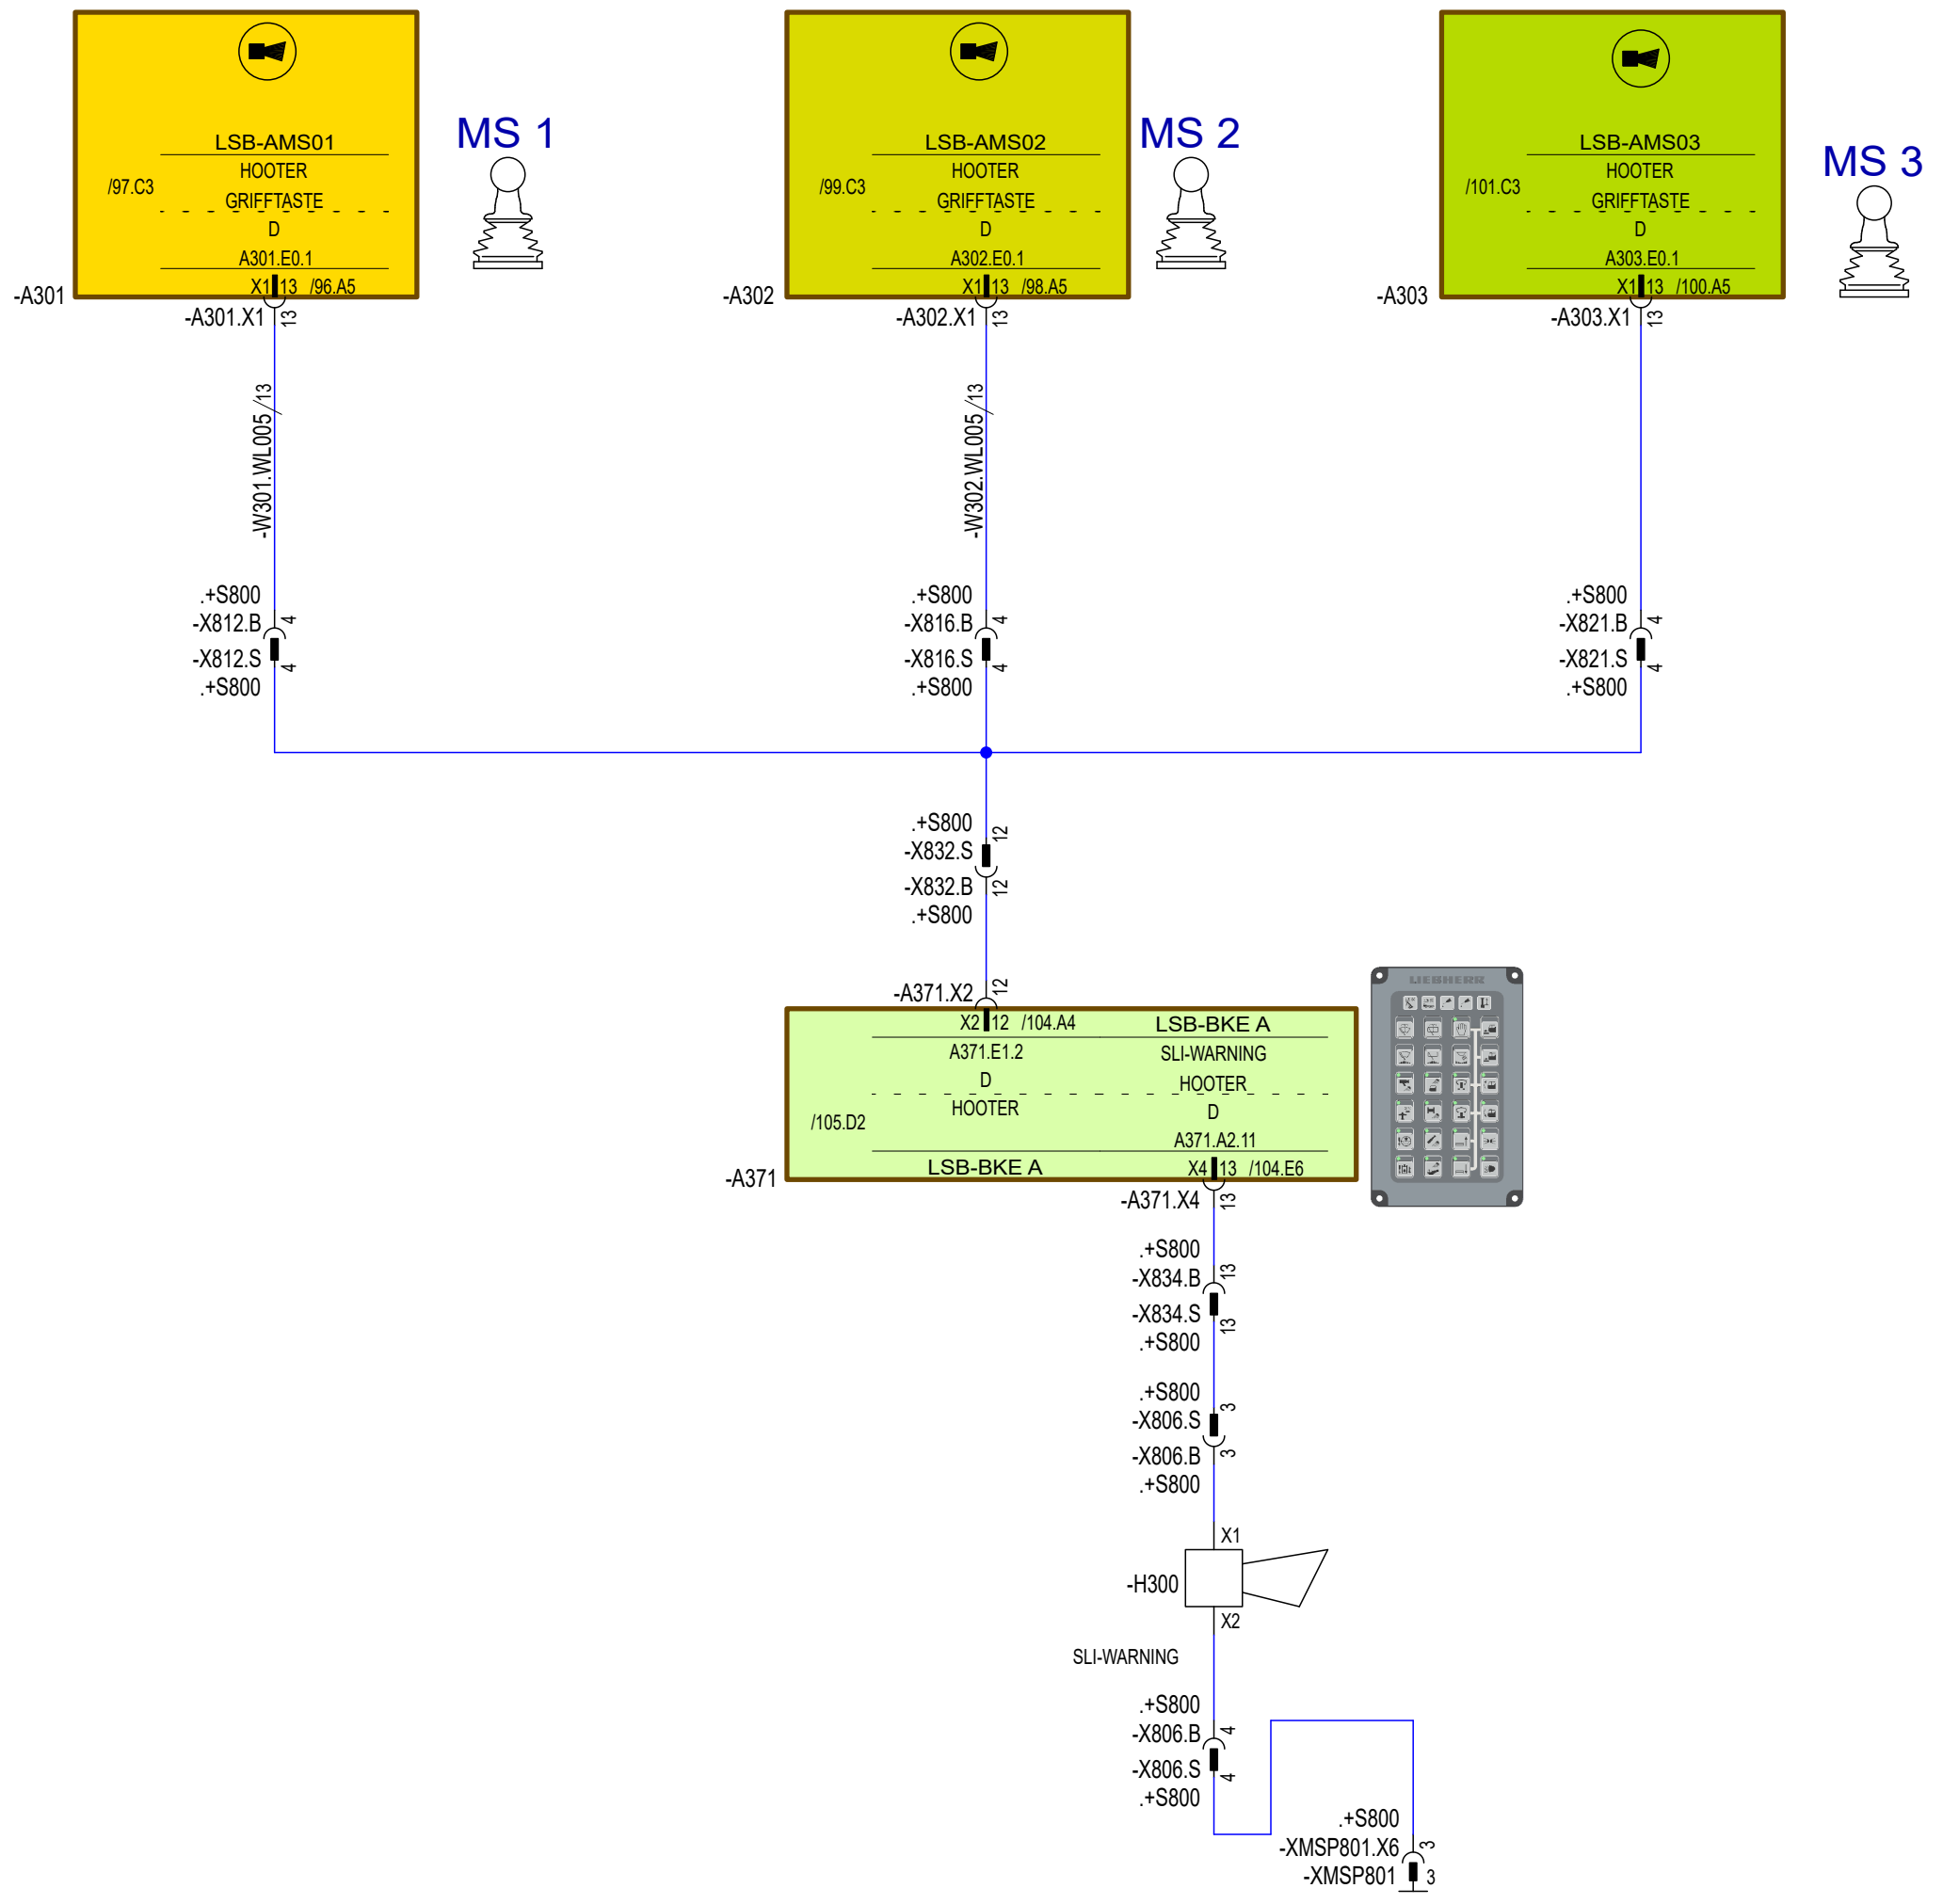 LSB-AMS01
HOOTER
/97.C3
GRIFFTASTE
D
A301.E0.1
X1 13 /96.A5
-A301
-A301.X1 13
MS 1
LSB-AMS02
HOOTER
/99.C3
GRIFFTASTE
D
A302.E0.1
X1 13 /98.A5
-A302
-A302.X1 13
MS 2
LSB-AMS03
HOOTER
/101.C3
GRIFFTASTE
D
A303.E0.1
X1 13 /100.A5
-A303
-A303.X1 13
MS 3
-W301.WL005 /13
-W302.WL005 /13
.+S800
-X812.B 4
-X812.S 4
.+S800
.+S800
-X816.B 4
-X816.S 4
.+S800
.+S800
-X821.B 4
-X821.S 4
.+S800
.+S800
-X832.S 12
-X832.B 12
.+S800
-A371.X2 12
X2 12 /104.A4
A371.E1.2
D
HOOTER
LSB-BKE A
/105.D2
-A371
LSB-BKE A
SLI-WARNING
HOOTER
D
A371.A2.11
X4 13 /104.E6
LIEBHERR
-A371.X4 13
.+S800
-X834.B 13
-X834.S 13
.+S800
.+S800
-X806.S 3
-X806.B 3
.+S800
X1
-H300
X2
SLI-WARNING
.+S800
-X806.B 4
-X806.S 4
.+S800
.+S800
-XMSP801.X6 3
-XMSP801 3